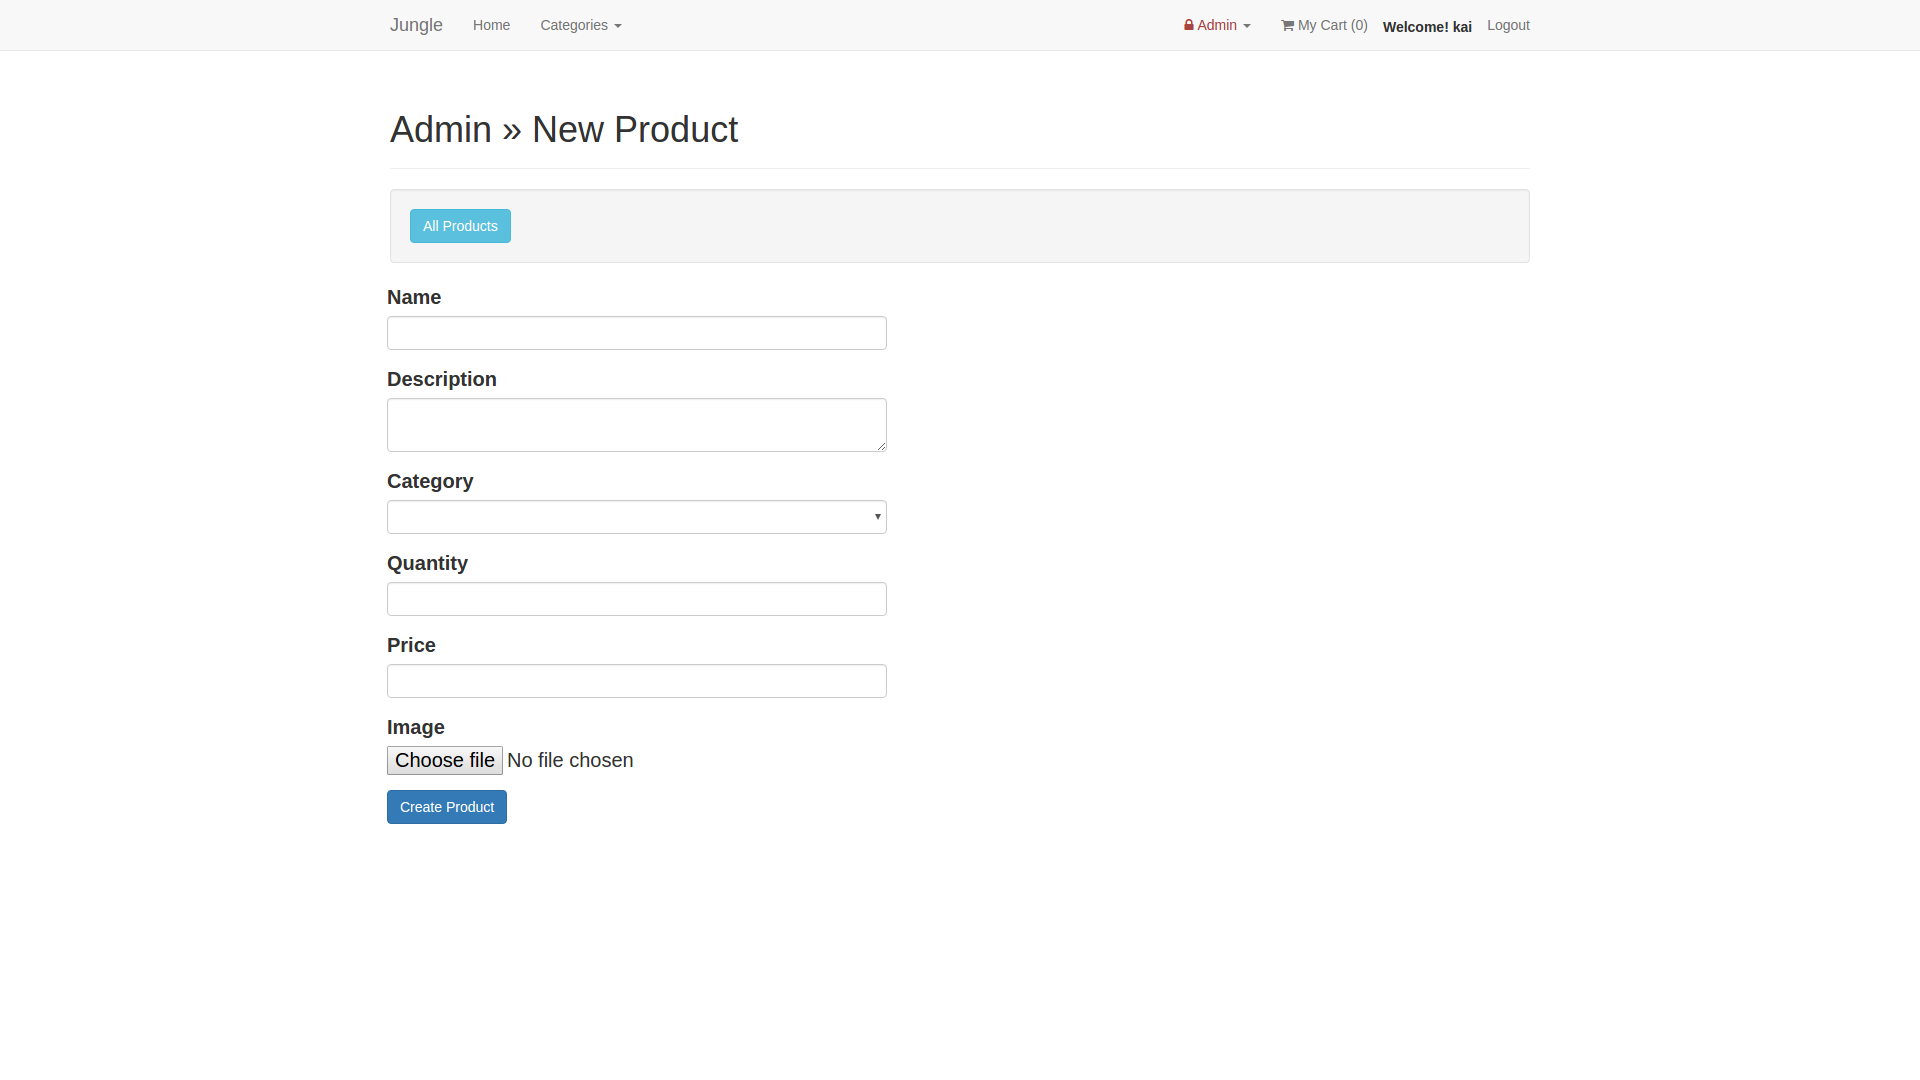 Jungle Home Categories Admin My Cart (0) Welcome! kai Logout
Admin » New Product
All Products
Name
Description
Category
Quantity
Price
Image
Choose file No file chosen
Create Product